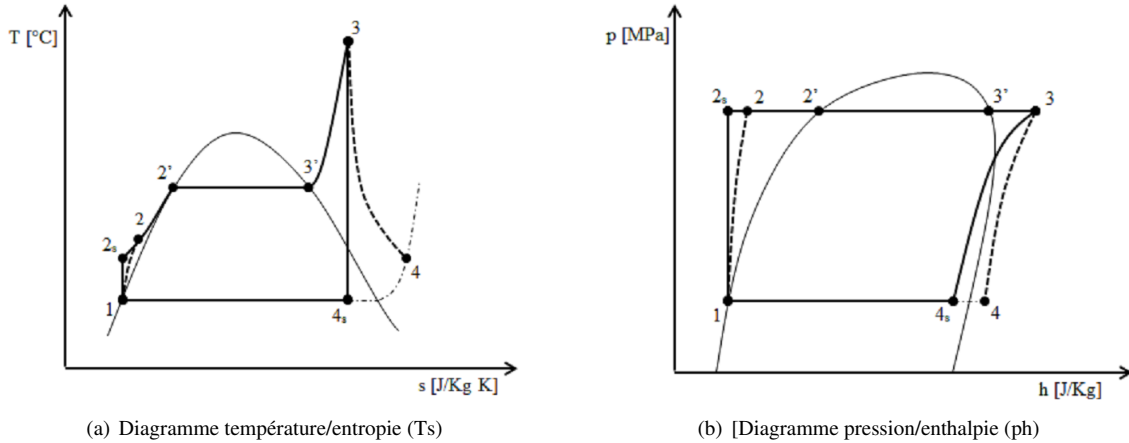 T [°C]
3
2'
3'
2
2s
4
1
4s
s [J/Kg K]
(a) Diagramme température/entropie (Ts)
p [MPa]
2s
2
2'
3'
3
1
4s
4
h [J/Kg]
(b) [Diagramme pression/enthalpie (ph)